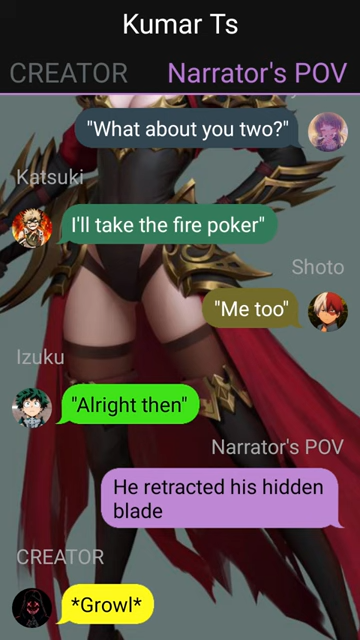 Kumar Ts
CREATOR Narrator's POV
"What about you two?"
Katsuki
I'll take the fire poker"
Shoto
"Me too"
Izuku
"Alright then"
Narrator's POV
He retracted his hidden
blade
CREATOR
*Growl*